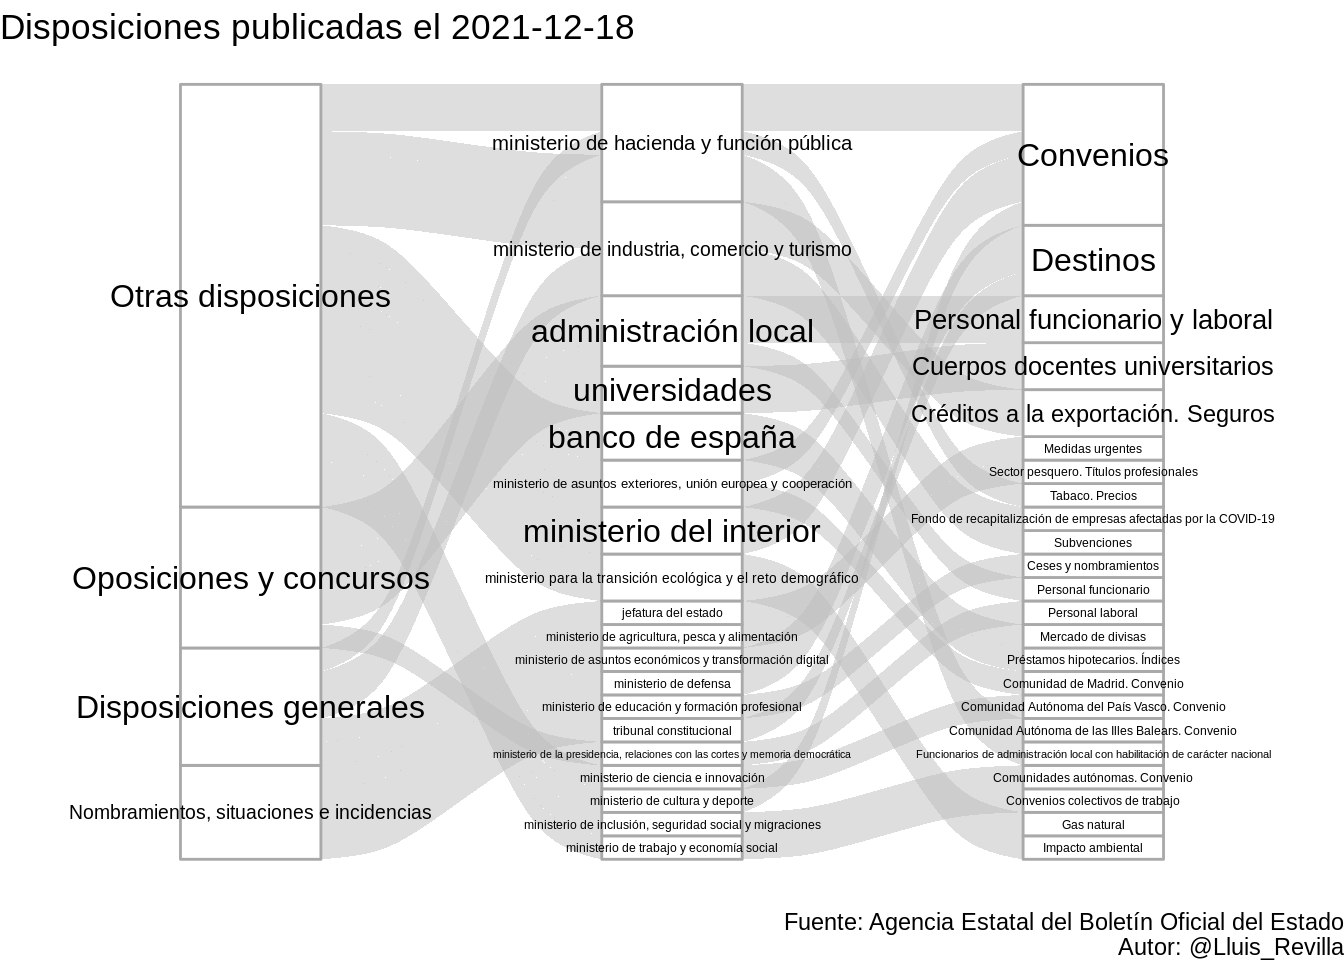 Disposiciones publicadas el 2021-12-18
Otras disposiciones
Oposiciones y concursos
Disposiciones generales
Nombramientos, situaciones e incidencias
ministerio de hacienda y función pública
ministerio de industria, comercio y turismo
administración local
universidades
banco de españa
ministerio de asuntos exteriores, unión europea y cooperación
ministerio del interior
ministerio para la transición ecológica y el reto demográfico
jefatura del estado
ministerio de agricultura, pesca y alimentación
ministerio de asuntos económicos y transformación digital
ministerio de defensa
ministerio de educación y formación profesional
tribunal constitucional
ministerio de la presidencia, relaciones con las cortes y memoria democrática
ministerio de ciencia e innovación
ministerio de cultura y deporte
ministerio de inclusión, seguridad social y migraciones
ministerio de trabajo y economía social
Convenios
Destinos
Personal funcionario y laboral
Cuerpos docentes universitarios
Créditos a la exportación. Seguros
Medidas urgentes
Sector pesquero. Títulos profesionales
Tabaco. Precios
Fondo de recapitalización de empresas afectadas por la COVID-19
Subvenciones
Ceses y nombramientos
Personal funcionario
Personal laboral
Mercado de divisas
Préstamos hipotecarios. Índices
Comunidad de Madrid. Convenio
Comunidad Autónoma del País Vasco. Convenio
Comunidad Autónoma de las Illes Balears. Convenio
Funcionarios de administración local con habilitación de carácter nacional
Comunidades autónomas. Convenio
Convenios colectivos de trabajo
Gas natural
Impacto ambiental
Fuente: Agencia Estatal del Boletín Oficial del Estado
Autor: @Lluis_Revilla